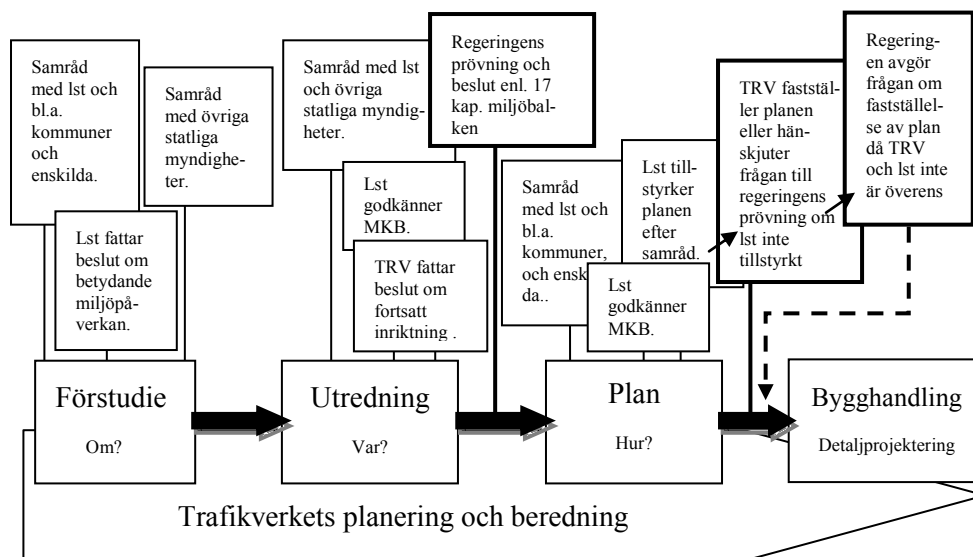 Samråd
med lst och
bl.a.
kommuner
och
enskilda.
Samråd
med övriga
statliga
myndighe-
ter.
Lst fattar
beslut om
betydande
miljöpå-
verkan.
Samråd med lst
och övriga
statliga myndig-
heter.
Regeringens
prövning och
beslut enl. 17
kap. miljöbal-
ken
Lst
godkänner
MKB.
TRV fattar
beslut om
fortsatt
inriktning .
Samråd
med lst och
bl.a.
kommuner,
och ensk
da..
Lst till-
styrker
planen
efter
samråd.
Lst
godkänner
MKB.
TRV faststäl-
ler planen
eller hän-
skjuter
frågan till
regeringens
prövning om
lst inte
tillstyrkt
Regering-
en avgör
frågan om
fastställel-
se av plan
då TRV
och lst inte
är överens
Förstudie
Om?
Utredning
Var?
Plan
Hur?
Bygghandling
Detaljprojektering
Trafikverkets planering och beredning